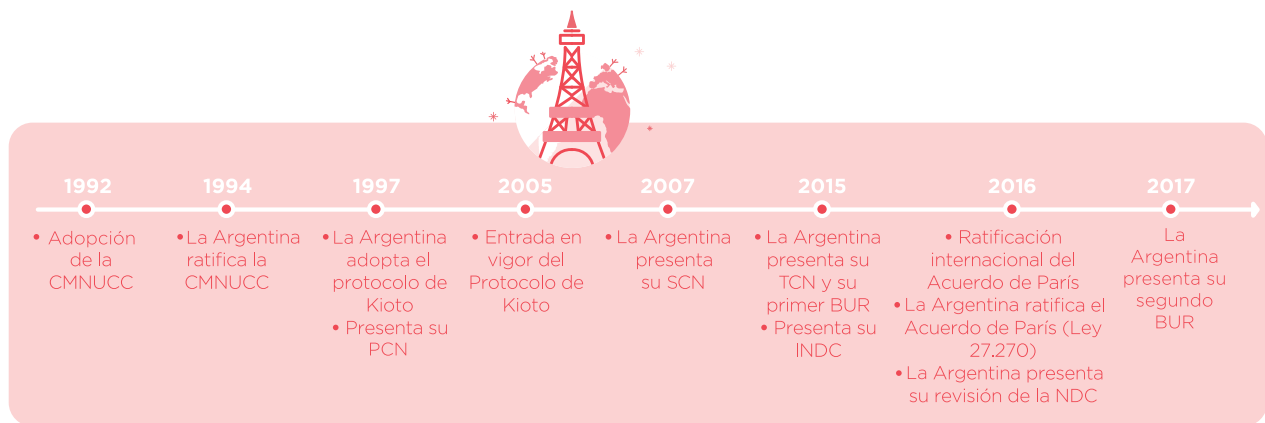 1992
• Adopción
de la
CMNUCC
1994
• La Argentina
ratifica la
CMNUCC
1997
• La Argentina
adopta el
protocolo de
Kioto
• Presenta su
PCN
2005
• Entrada en
vigor del
Protocolo de
Kioto
2007
• La Argentina
presenta
su SCN
2015
• La Argentina
presenta su
TCN y su
primer BUR
• Presenta su
INDC
2016
• Ratificación
internacional del
Acuerdo de París
• La Argentina ratifica el
Acuerdo de París (Ley
27.270)
• La Argentina presenta
su revisión de la NDC
2017
La
Argentina
presenta su
segundo
BUR